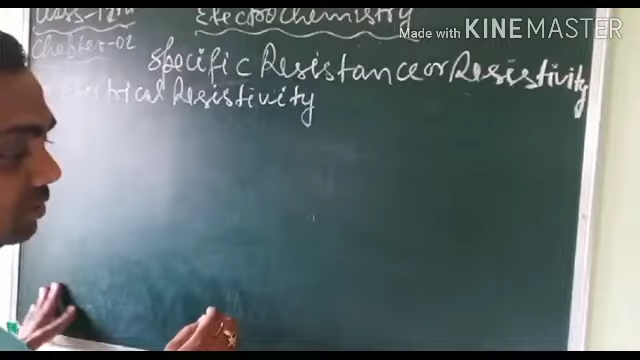 Class-12th Electrochemistry
Made with KINEMASTER
Chapter-02
Specific Resistance or Resistivity
Resistivity